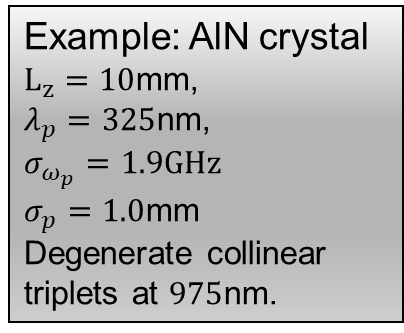 Example: AlN crystal
L_z = 10mm,
λ_p = 325nm,
σ_ω_p = 1.9GHz
σ_p = 1.0mm
Degenerate collinear
triplets at 975nm.